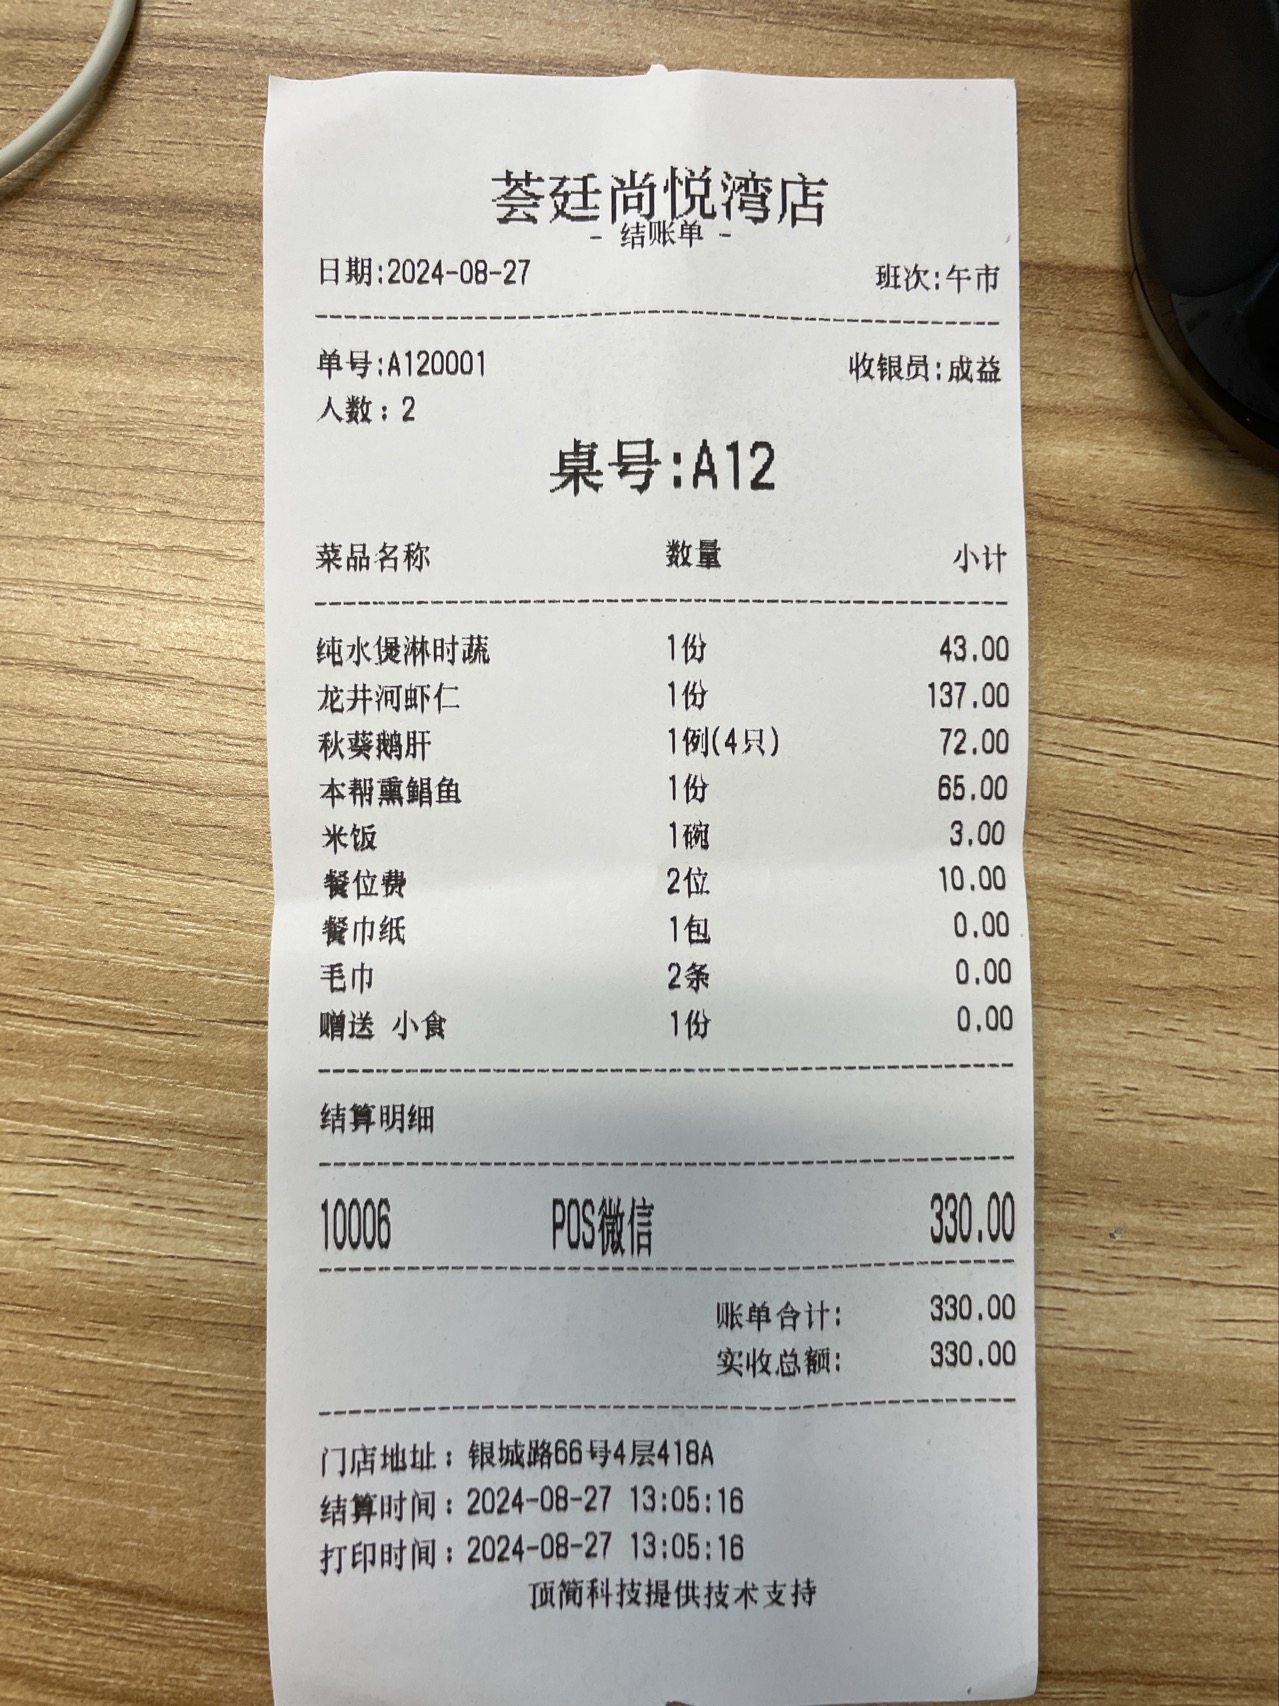 荟廷尚悦湾店
- 结账单 -
日期:2024-08-27 班次:午市
单号:A120001 收银员:成益
人数: 2
桌号:A12
菜品名称 数量 小计
纯水煲淋时蔬 1份 43.00
龙井河虾仁 1份 137.00
秋葵鹅肝 1例(4只) 72.00
本帮熏鲳鱼 1份 65.00
米饭 1碗 3.00
餐位费 2位 10.00
餐巾纸 1包 0.00
毛巾 2条 0.00
赠送 小食 1份 0.00
结算明细
10006 POS微信 330.00
账单合计: 330.00
实收总额: 330.00
门店地址: 银城路66号4层418A
结算时间: 2024-08-27 13:05:16
打印时间: 2024-08-27 13:05:16
顶简科技提供技术支持